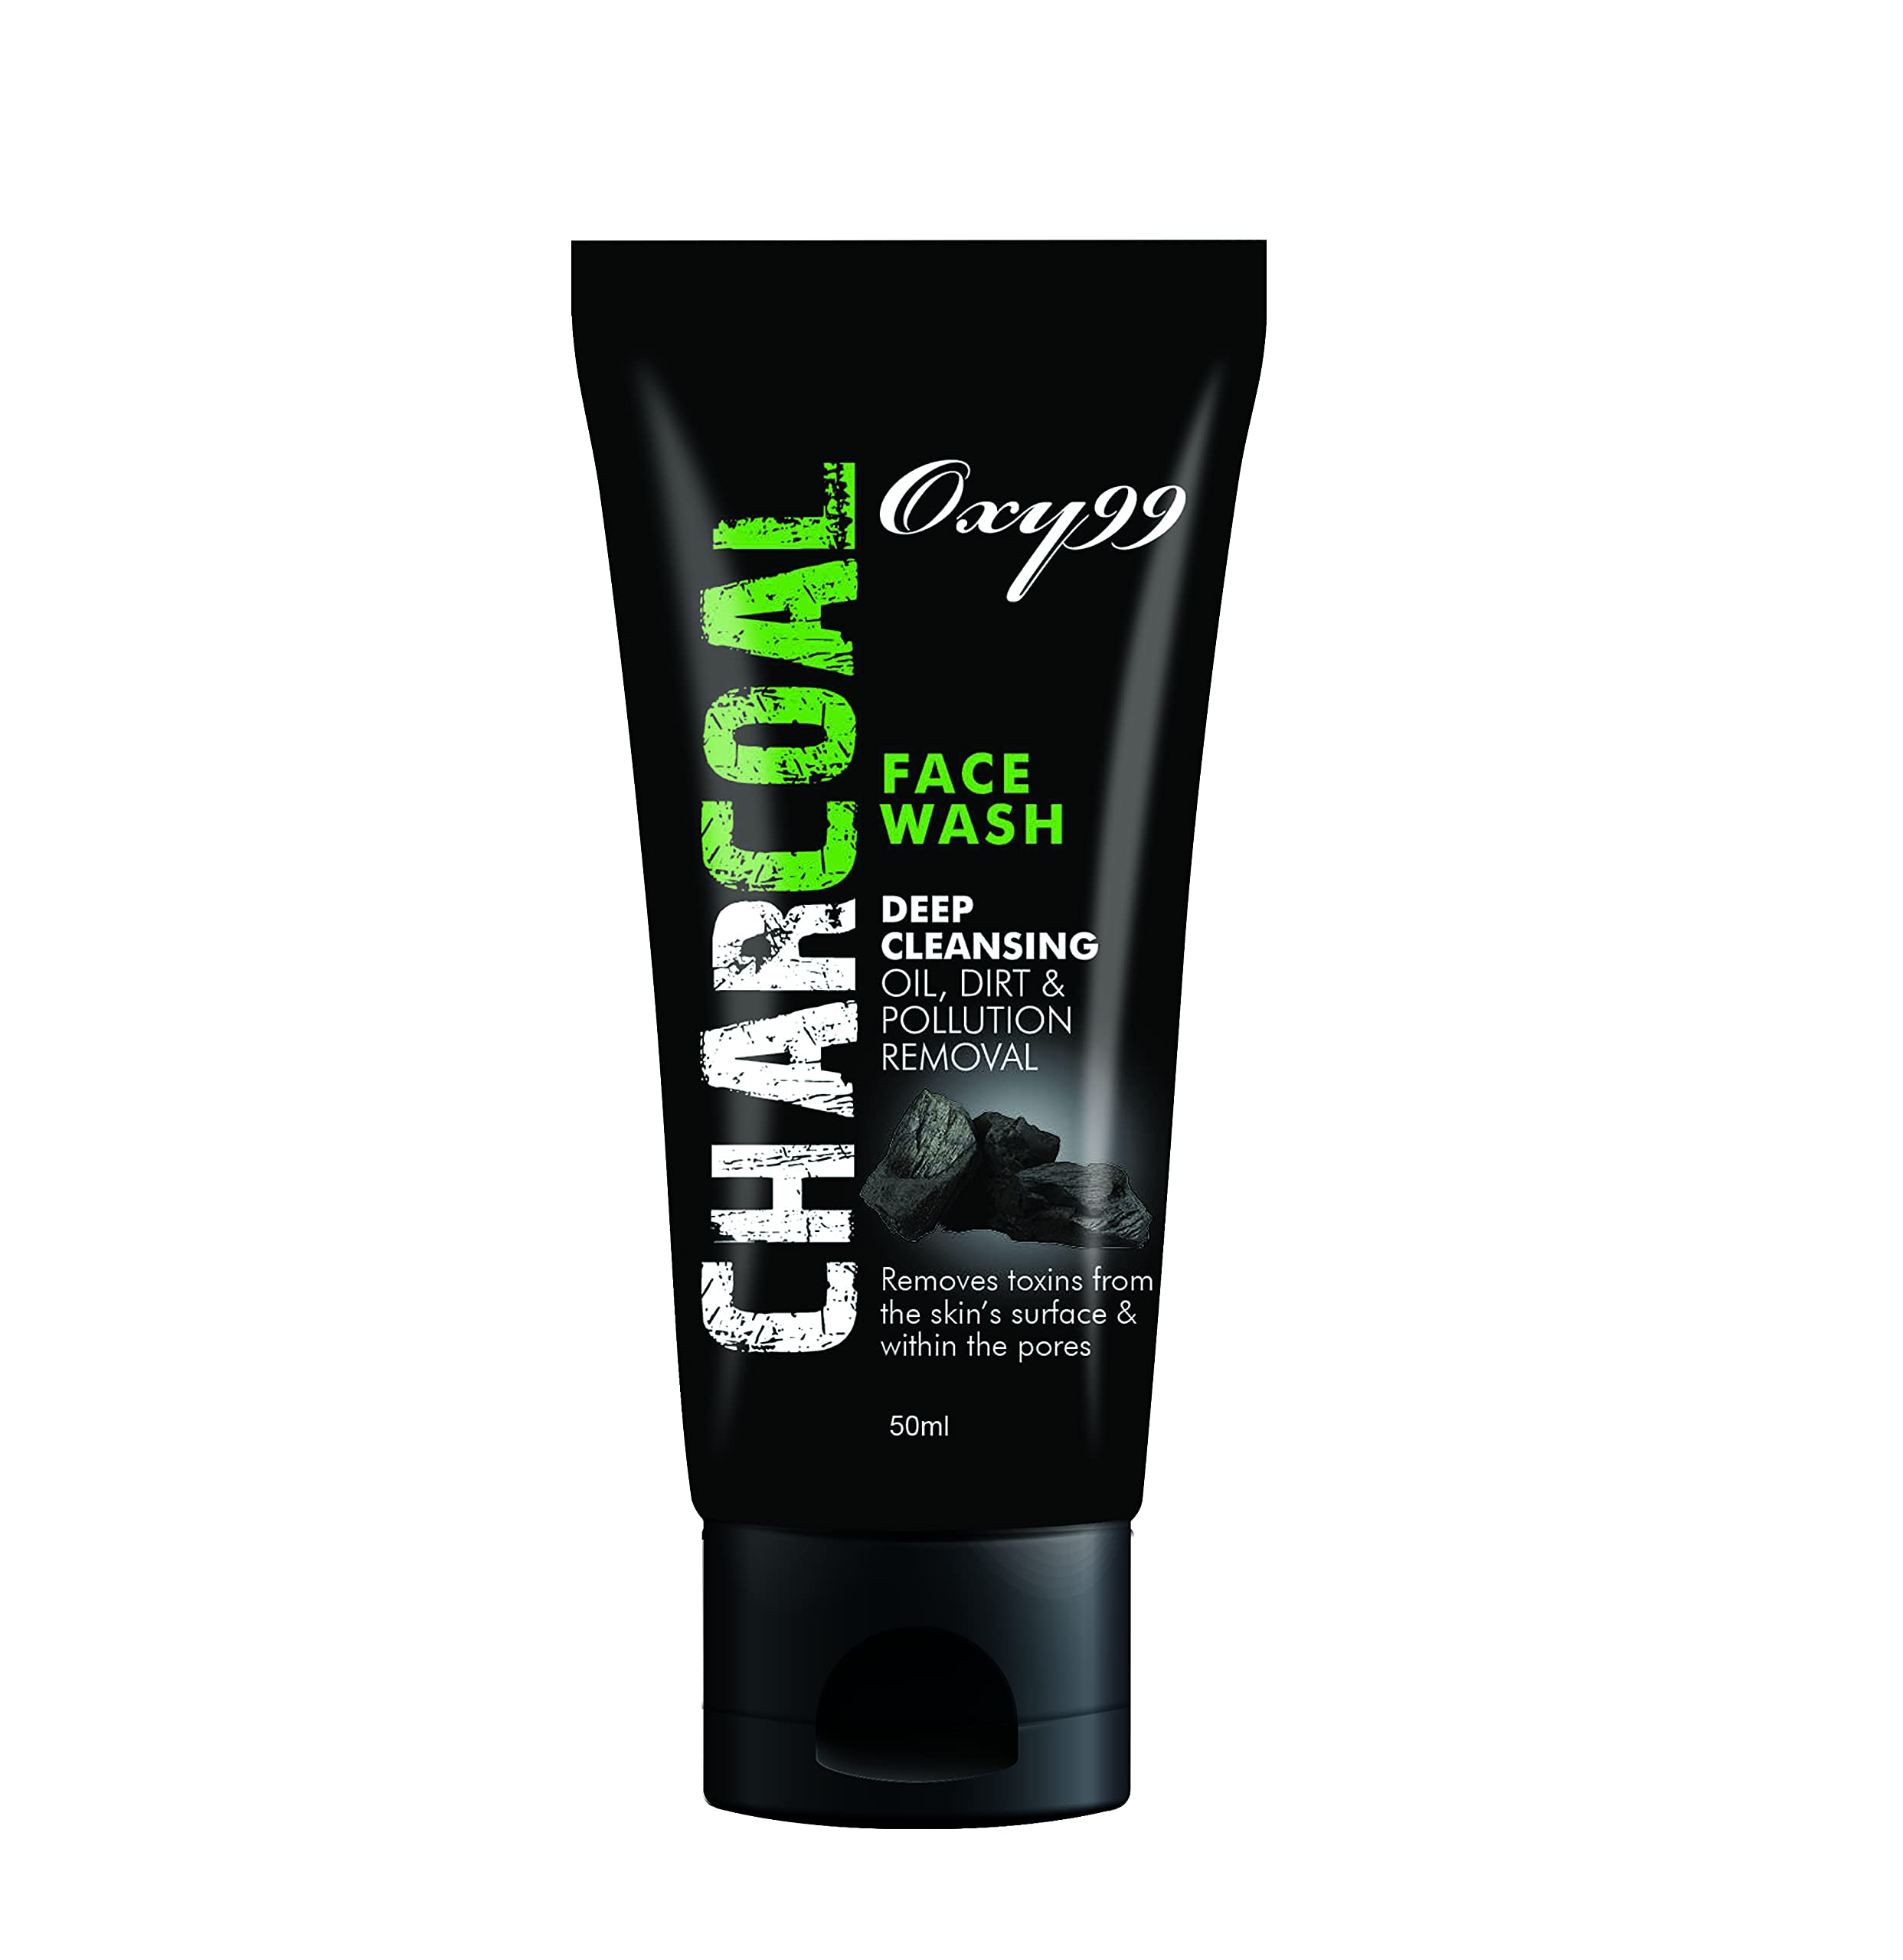 Oxy99
CHARCOAL
FACE
WASH
DEEP
CLEANSING
OIL, DIRT &
POLLUTION
REMOVAL
Removes toxins from
the skin's surface &
within the pores
50ml